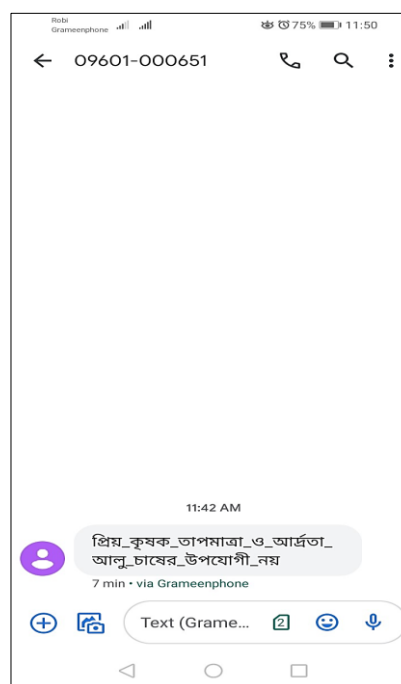 Robi
Grameenphone
75% 11:50
09601-000651
11:42 AM
প্রিয়_কৃষক_তাপমাত্রা_ও_আর্দ্রতা_
আলু_চাষের_উপযোগী_নয়
7 min • via Grameenphone
Text (Grame... 2